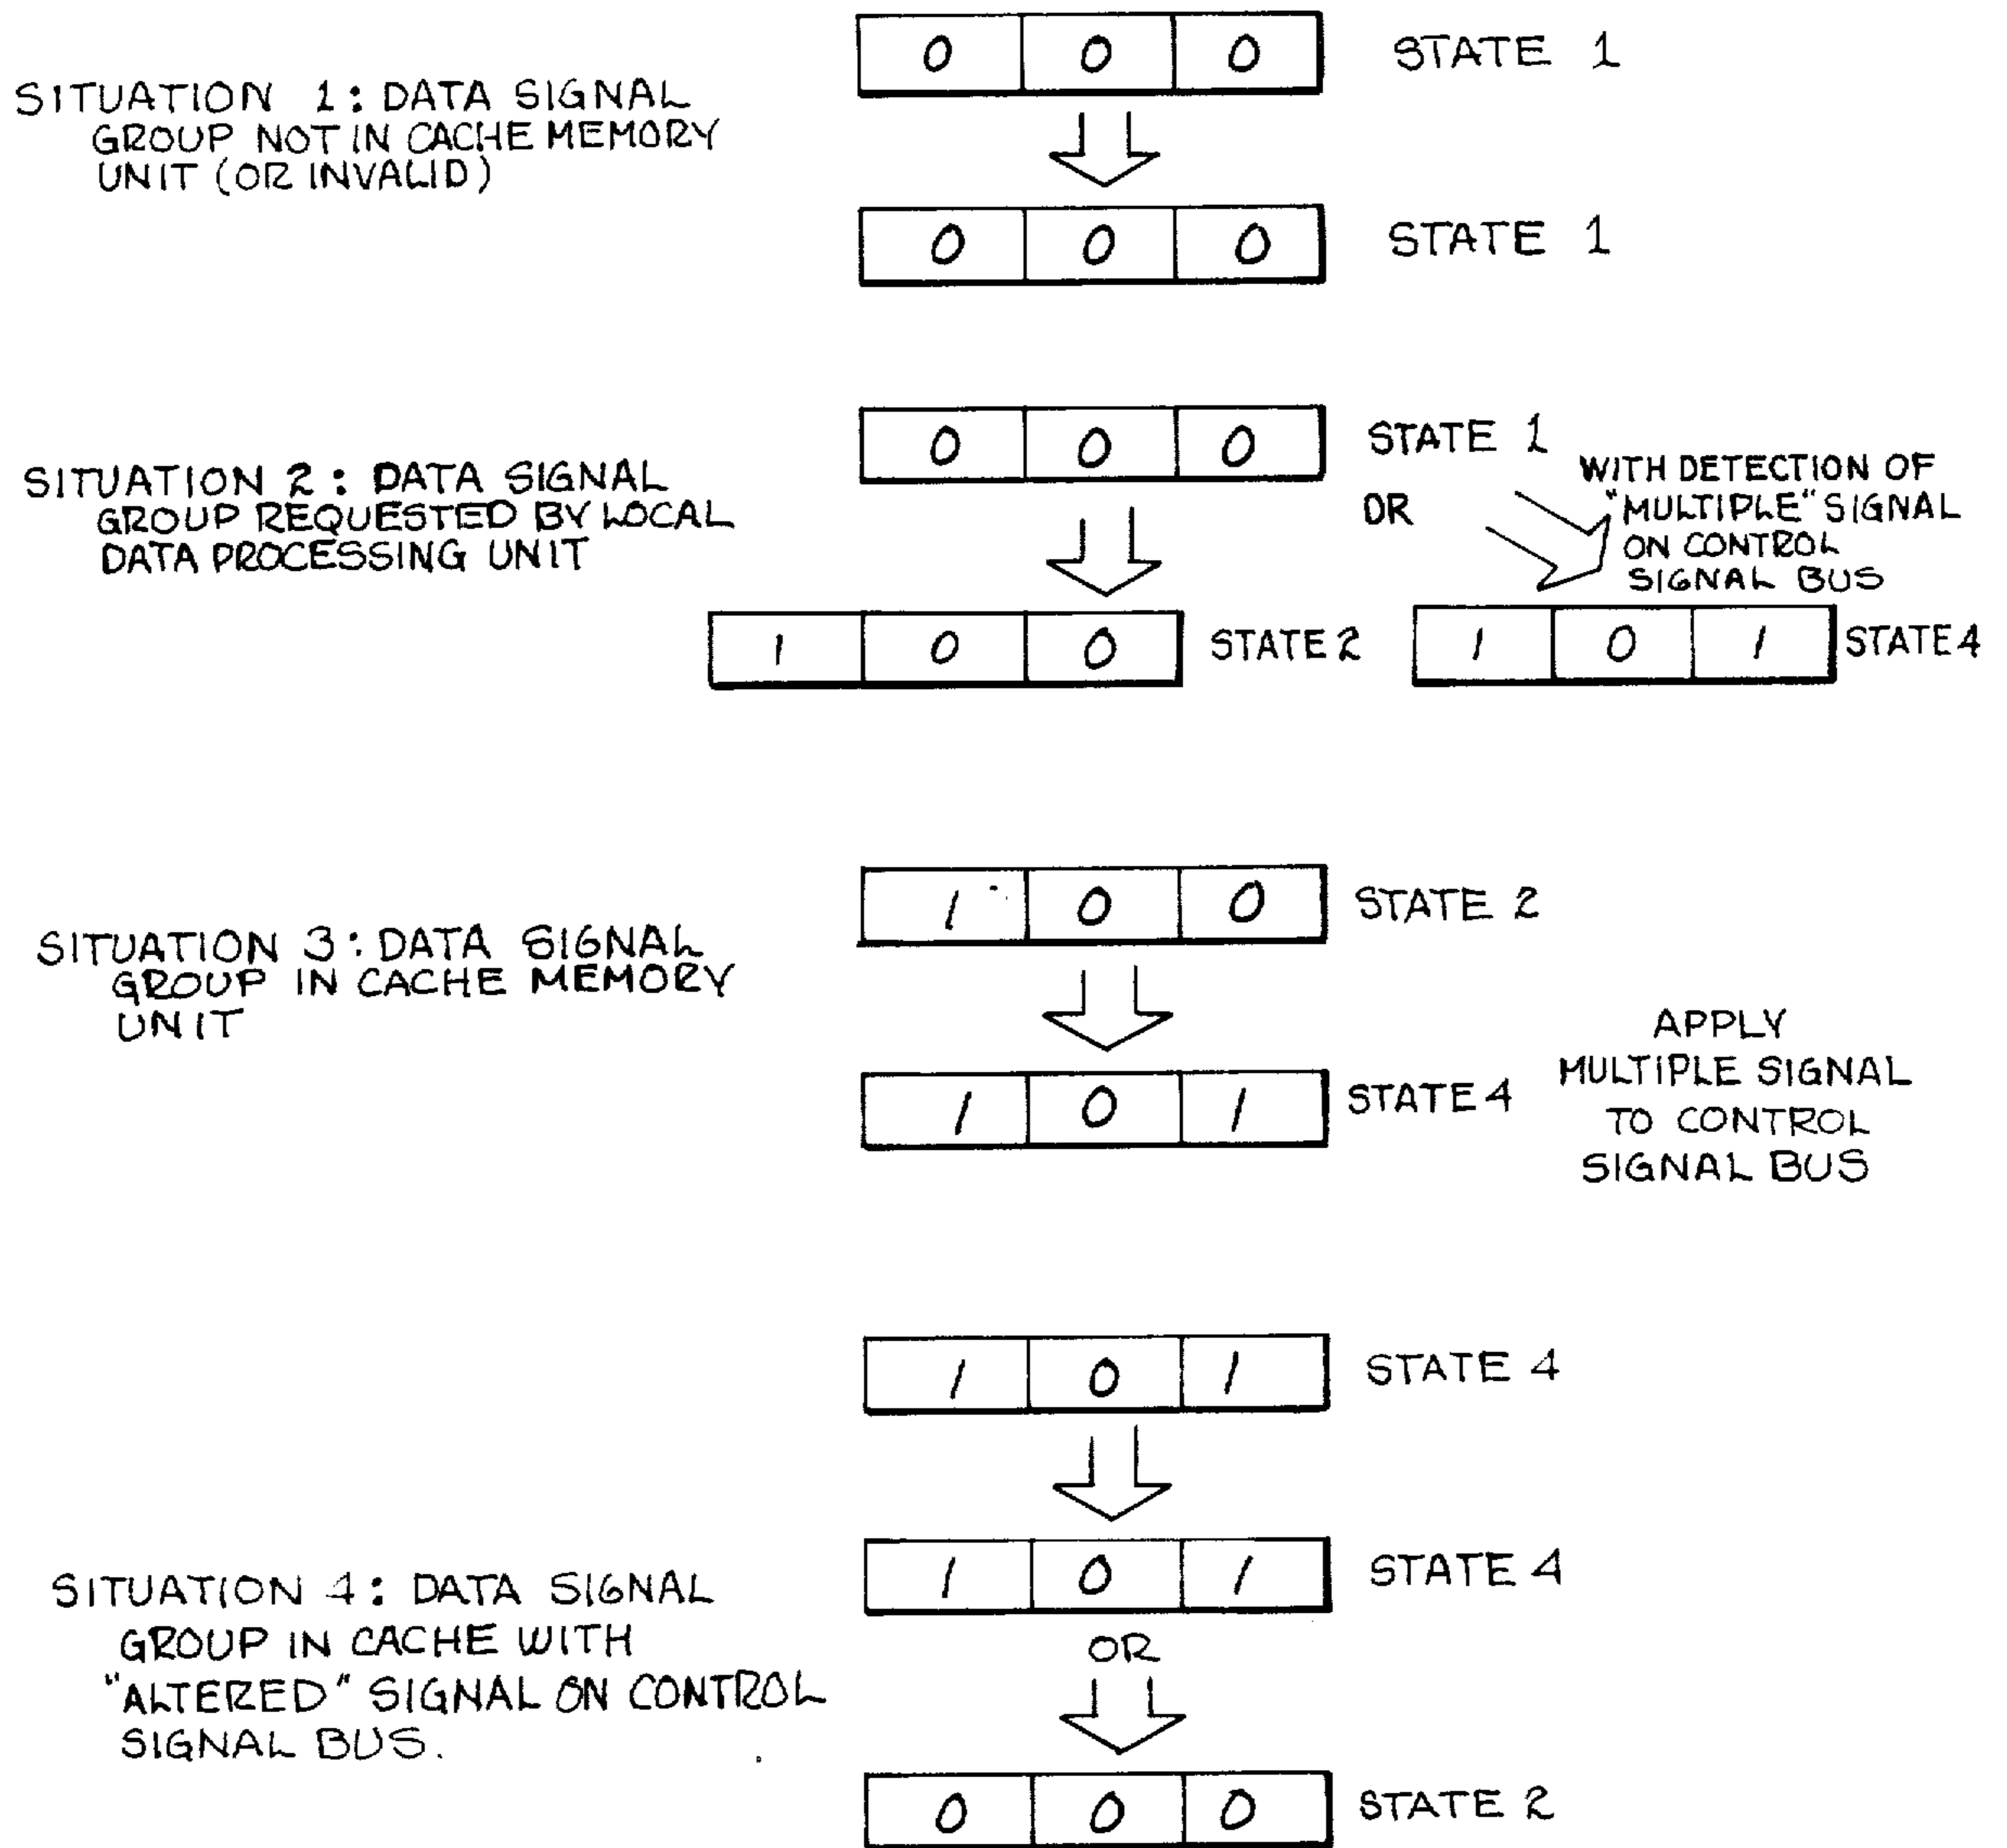 0 0 0 STATE 1
SITUATION 1: DATA SIGNAL
GROUP NOT IN CACHE MEMORY
UNIT (OR INVALID)
0 0 0 STATE 1
0 0 0 STATE 1
SITUATION 2: DATA SIGNAL
GROUP REQUESTED BY LOCAL
DATA PROCESSING UNIT
OR
WITH DETECTION OF
"MULTIPLE" SIGNAL
ON CONTROL
SIGNAL BUS
1 0 0 STATE 2
1 0 1 STATE 4
1 0 0 STATE 2
SITUATION 3: DATA SIGNAL
GROUP IN CACHE MEMORY
UNIT
1 0 1 STATE 4
APPLY
MULTIPLE SIGNAL
TO CONTROL
SIGNAL BUS
1 0 1 STATE 4
1 0 1 STATE 4
SITUATION 4: DATA SIGNAL
GROUP IN CACHE WITH
"ALTERED" SIGNAL ON CONTROL
SIGNAL BUS.
OR
0 0 0 STATE 2